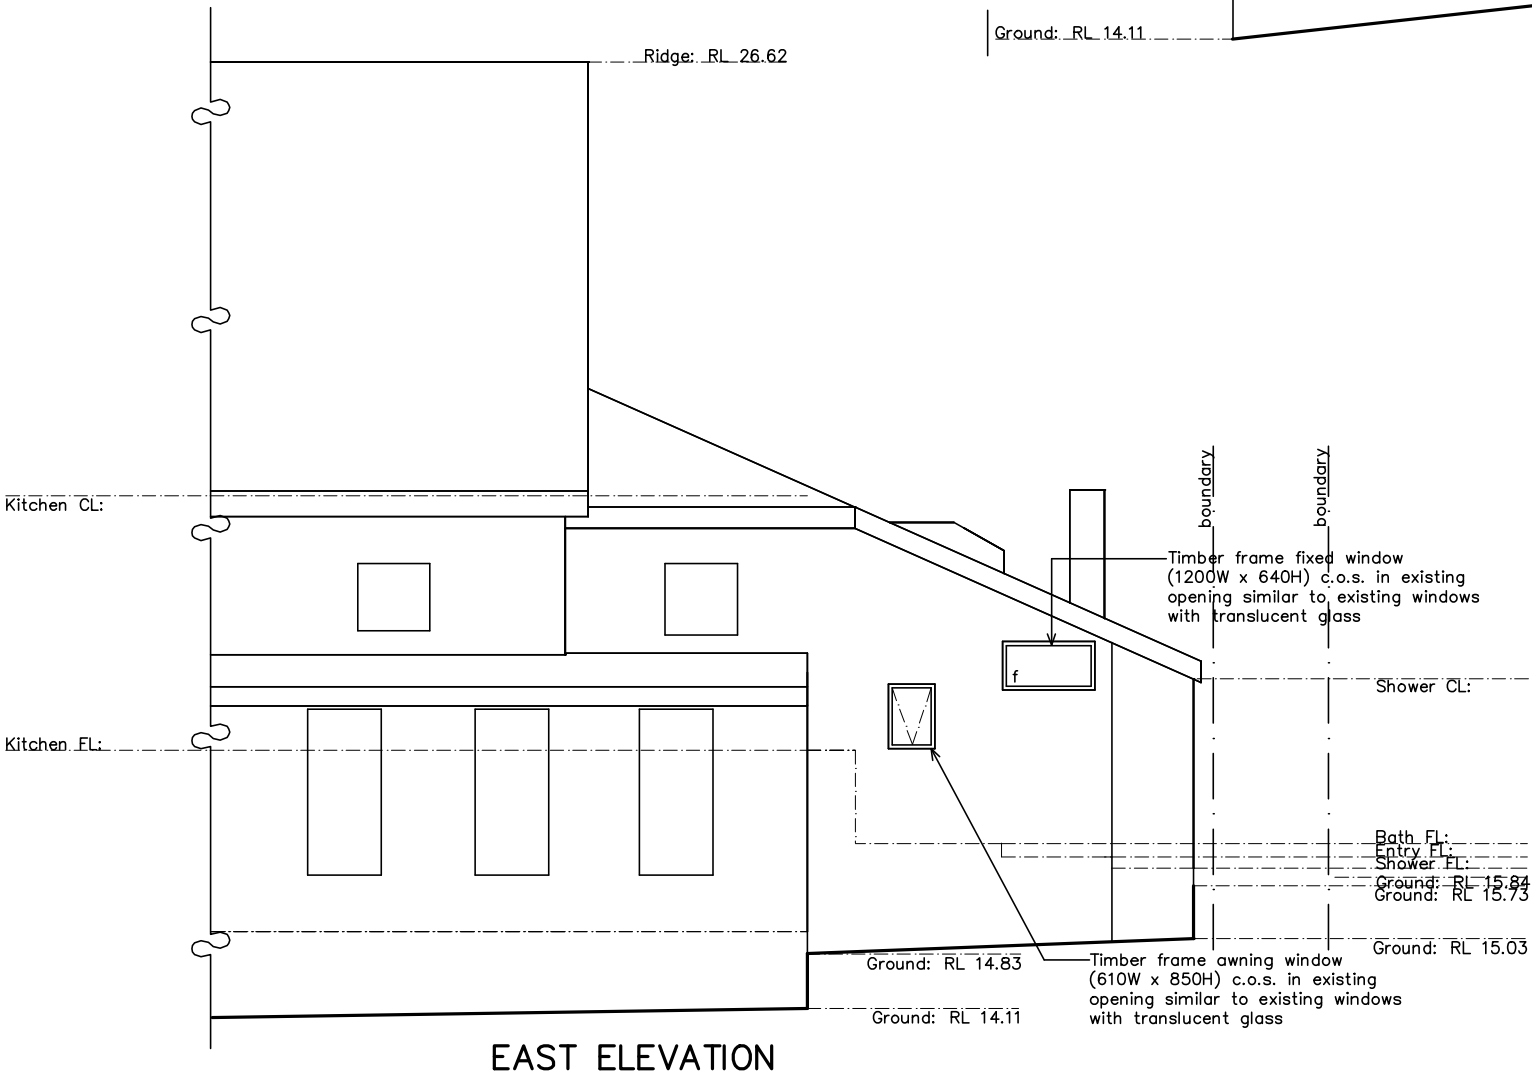 Ground: RL 14.11
Ridge: RL 26.62
boundary
boundary
Kitchen CL:
Timber frame fixed window
(1200W x 640H) c.o.s. in existing
opening similar to existing windows
with translucent glass
f
Shower CL:
Kitchen FL:
Bath FL:
Entry FL:
Shower FL:
Ground: RL 15.84
Ground: RL 15.73
Ground: RL 15.03
Ground: RL 14.83
Timber frame awning window
(610W x 850H) c.o.s. in existing
opening similar to existing windows
with translucent glass
Ground: RL 14.11
EAST ELEVATION